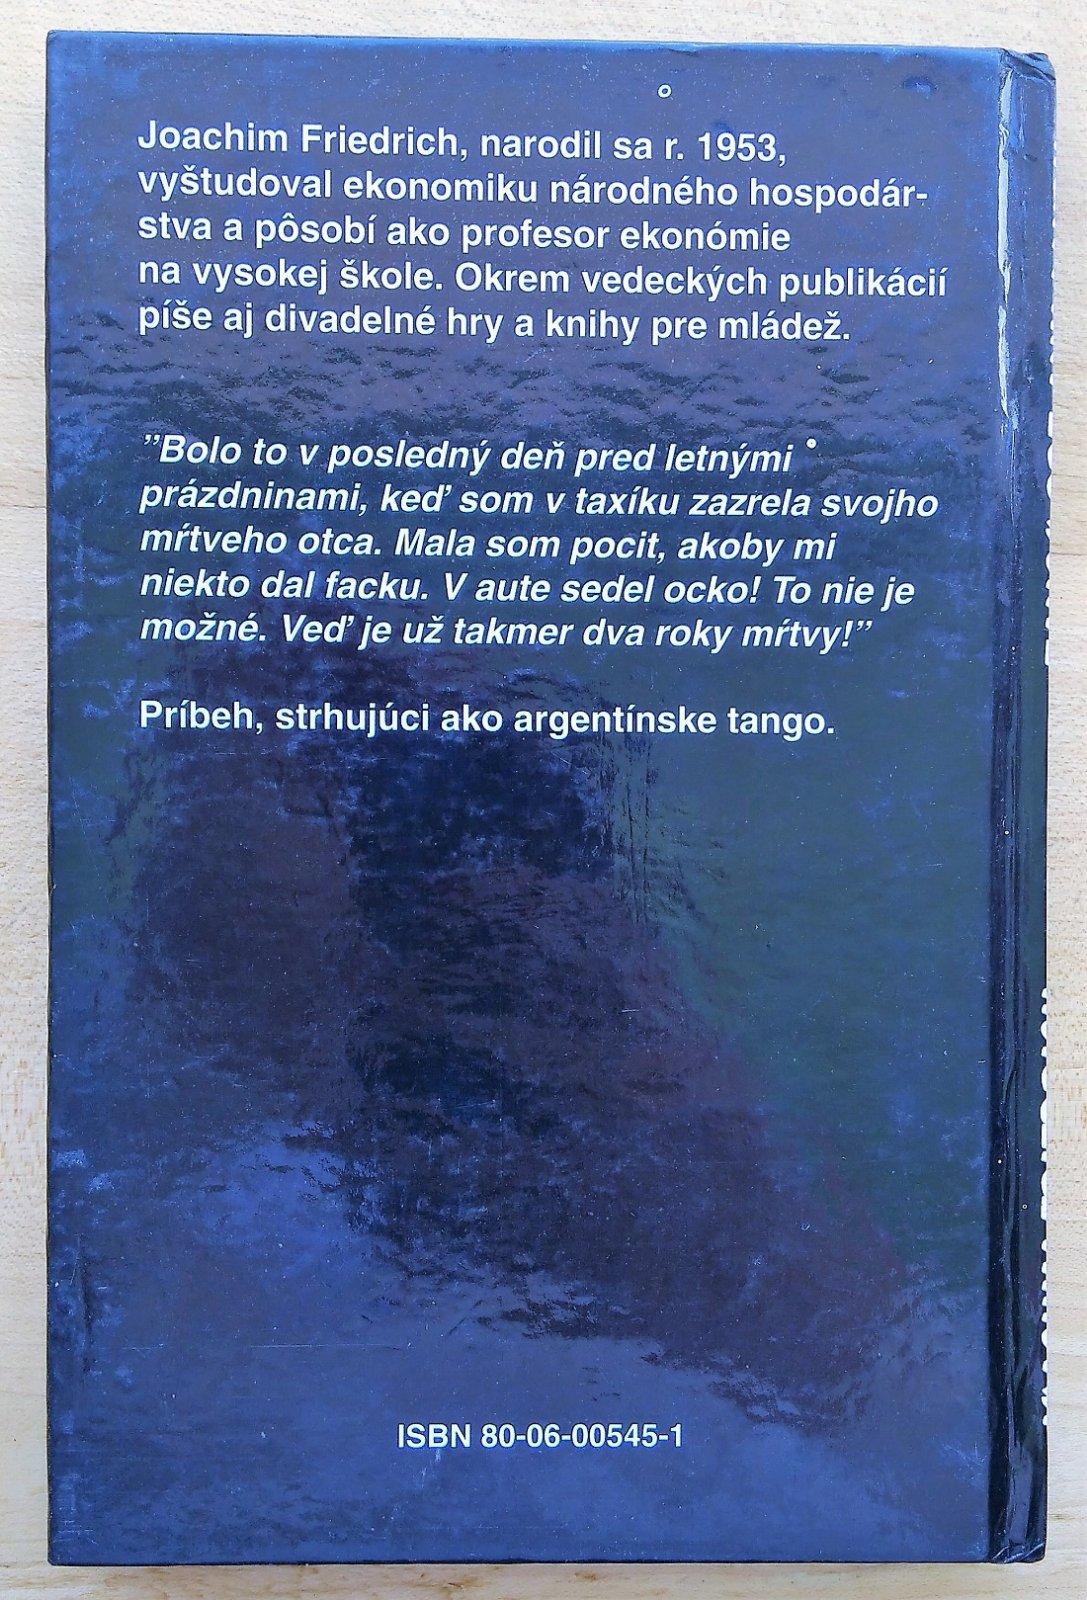 Joachim Friedrich, narodil sa r. 1953,
vyštudoval ekonomiku národného hospodár-
stva a pôsobí ako profesor ekonómie
na vysokej škole. Okrem vedeckých publikácií
píše aj divadelné hry a knihy pre mládež.
”Bolo to v posledný deň pred letnými
prázdninami, keď som v taxíku zazrela svojho
mŕtveho otca. Mala som pocit, akoby mi
niekto dal facku. V aute sedel ocko! To nie je
možné. Veď je už takmer dva roky mŕtvy!”
Príbeh, strhujúci ako argentínske tango.
ISBN 80-06-00545-1